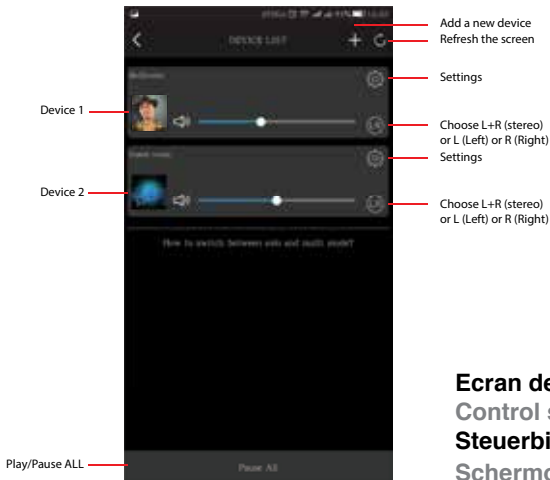 Add a new device
DEVICE LIST
Refresh the screen
Settings
Device 1
Choose L+R (stereo)
or L (Left) or R (Right)
Settings
Device 2
Choose L+R (stereo)
or L (Left) or R (Right)
How to switch between solo and multi mode?
Ecran de
Control s
Steuerbi
Schermo
Play/Pause ALL
Pause All